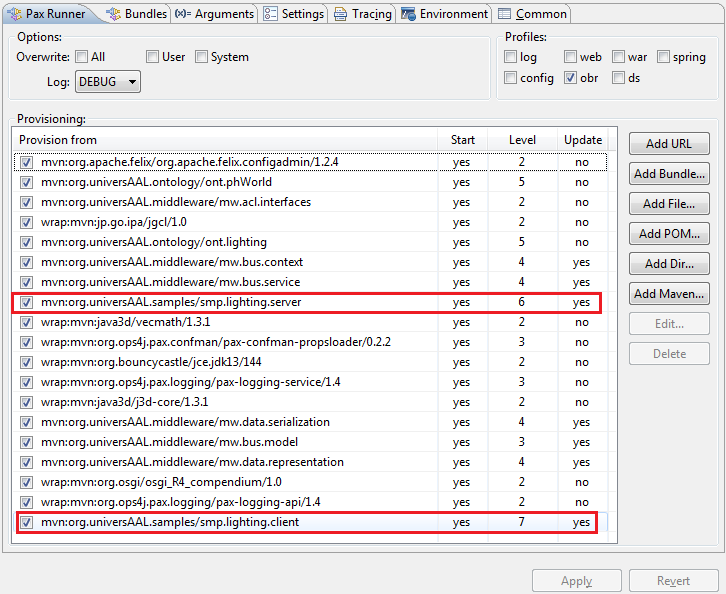 Pax Runner Bundles (x)= Arguments Settings Tracing Environment Common
Options: Profiles:
Overwrite: All User System log web war spring
Log: DEBUG config obr ds
Provisioning:
Provision from Start Level Update
mvn:org.apache.felix/org.apache.felix.configadmin/1.2.4 yes 2 no
mvn:org.universAAL.ontology/ont.phWorld yes 5 no
mvn:org.universAAL.middleware/mw.acl.interfaces yes 2 no
wrap:mvn:jp.go.ipa/jgcl/1.0 yes 2 no
mvn:org.universAAL.ontology/ont.lighting yes 5 no
mvn:org.universAAL.middleware/mw.bus.context yes 4 yes
mvn:org.universAAL.middleware/mw.bus.service yes 4 yes
mvn:org.universAAL.samples/smp.lighting.server yes 6 yes
wrap:mvn:java3d/vecmath/1.3.1 yes 2 no
mvn:org.ops4j.pax.confman/pax-confman-propsloader/0.2.2 yes 3 no
mvn:org.bouncycastle/jce.jdk13/144 yes 2 no
mvn:org.ops4j.pax.logging/pax-logging-service/1.4 yes 3 no
wrap:mvn:java3d/j3d-core/1.3.1 yes 2 no
mvn:org.universAAL.middleware/mw.data.serialization yes 4 yes
mvn:org.universAAL.middleware/mw.bus.model yes 3 yes
mvn:org.universAAL.middleware/mw.data.representation yes 4 yes
wrap:mvn:org.osgi/osgi_R4_compendium/1.0 yes 2 no
wrap:mvn:org.ops4j.pax.logging/pax-logging-api/1.4 yes 2 no
mvn:org.universAAL.samples/smp.lighting.client yes 7 yes
Add URL
Add Bundle...
Add File...
Add POM...
Add Dir...
Add Maven...
Edit...
Delete
Apply Revert